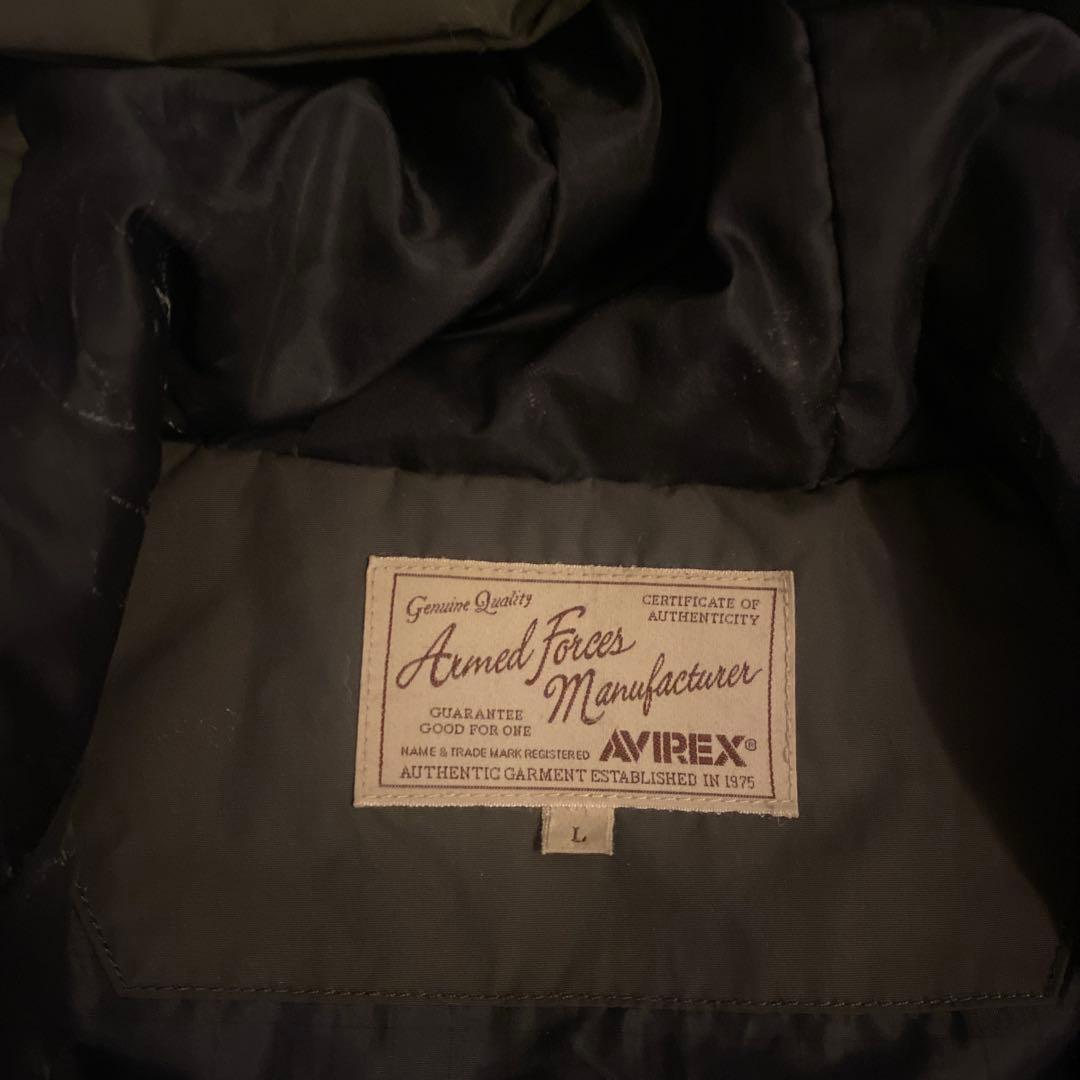 Genuine Quality
CERTIFICATE OF
AUTHENTICITY
Armed Forces
Manufacturer
GUARANTEE
GOOD FOR ONE
NAME & TRADE MARK REGISTERED
AVIREX®
AUTHENTIC GARMENT ESTABLISHED IN 1975
L